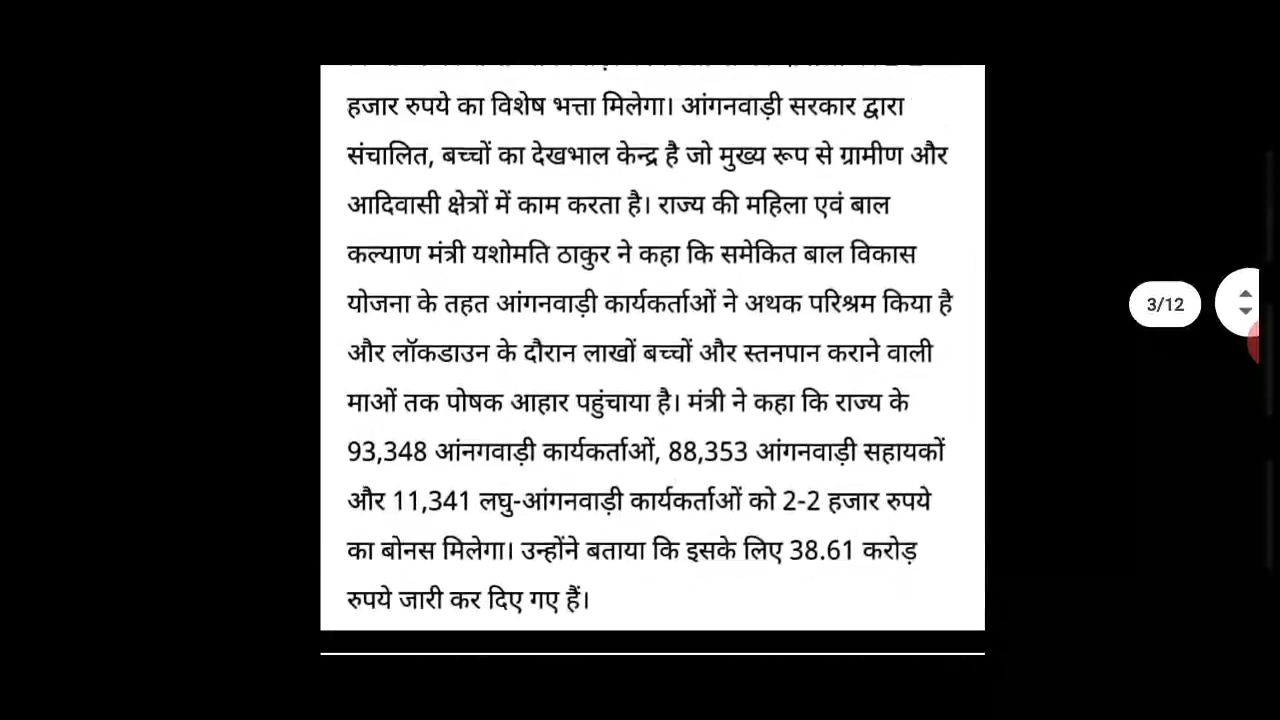 हजार रुपये का विशेष भत्ता मिलेगा। आंगनवाड़ी सरकार द्वारा
संचालित, बच्चों का देखभाल केन्द्र है जो मुख्य रूप से ग्रामीण और
आदिवासी क्षेत्रों में काम करता है। राज्य की महिला एवं बाल
कल्याण मंत्री यशोमति ठाकुर ने कहा कि समेकित बाल विकास
योजना के तहत आंगनवाड़ी कार्यकर्ताओं ने अथक परिश्रम किया है
और लॉकडाउन के दौरान लाखों बच्चों और स्तनपान कराने वाली
माओं तक पोषक आहार पहुंचाया है। मंत्री ने कहा कि राज्य के
93,348 आंनगवाड़ी कार्यकर्ताओं, 88,353 आंगनवाड़ी सहायकों
और 11,341 लघु-आंगनवाड़ी कार्यकर्ताओं को 2-2 हजार रुपये
का बोनस मिलेगा। उन्होंने बताया कि इसके लिए 38.61 करोड़
रुपये जारी कर दिए गए हैं।
3/12